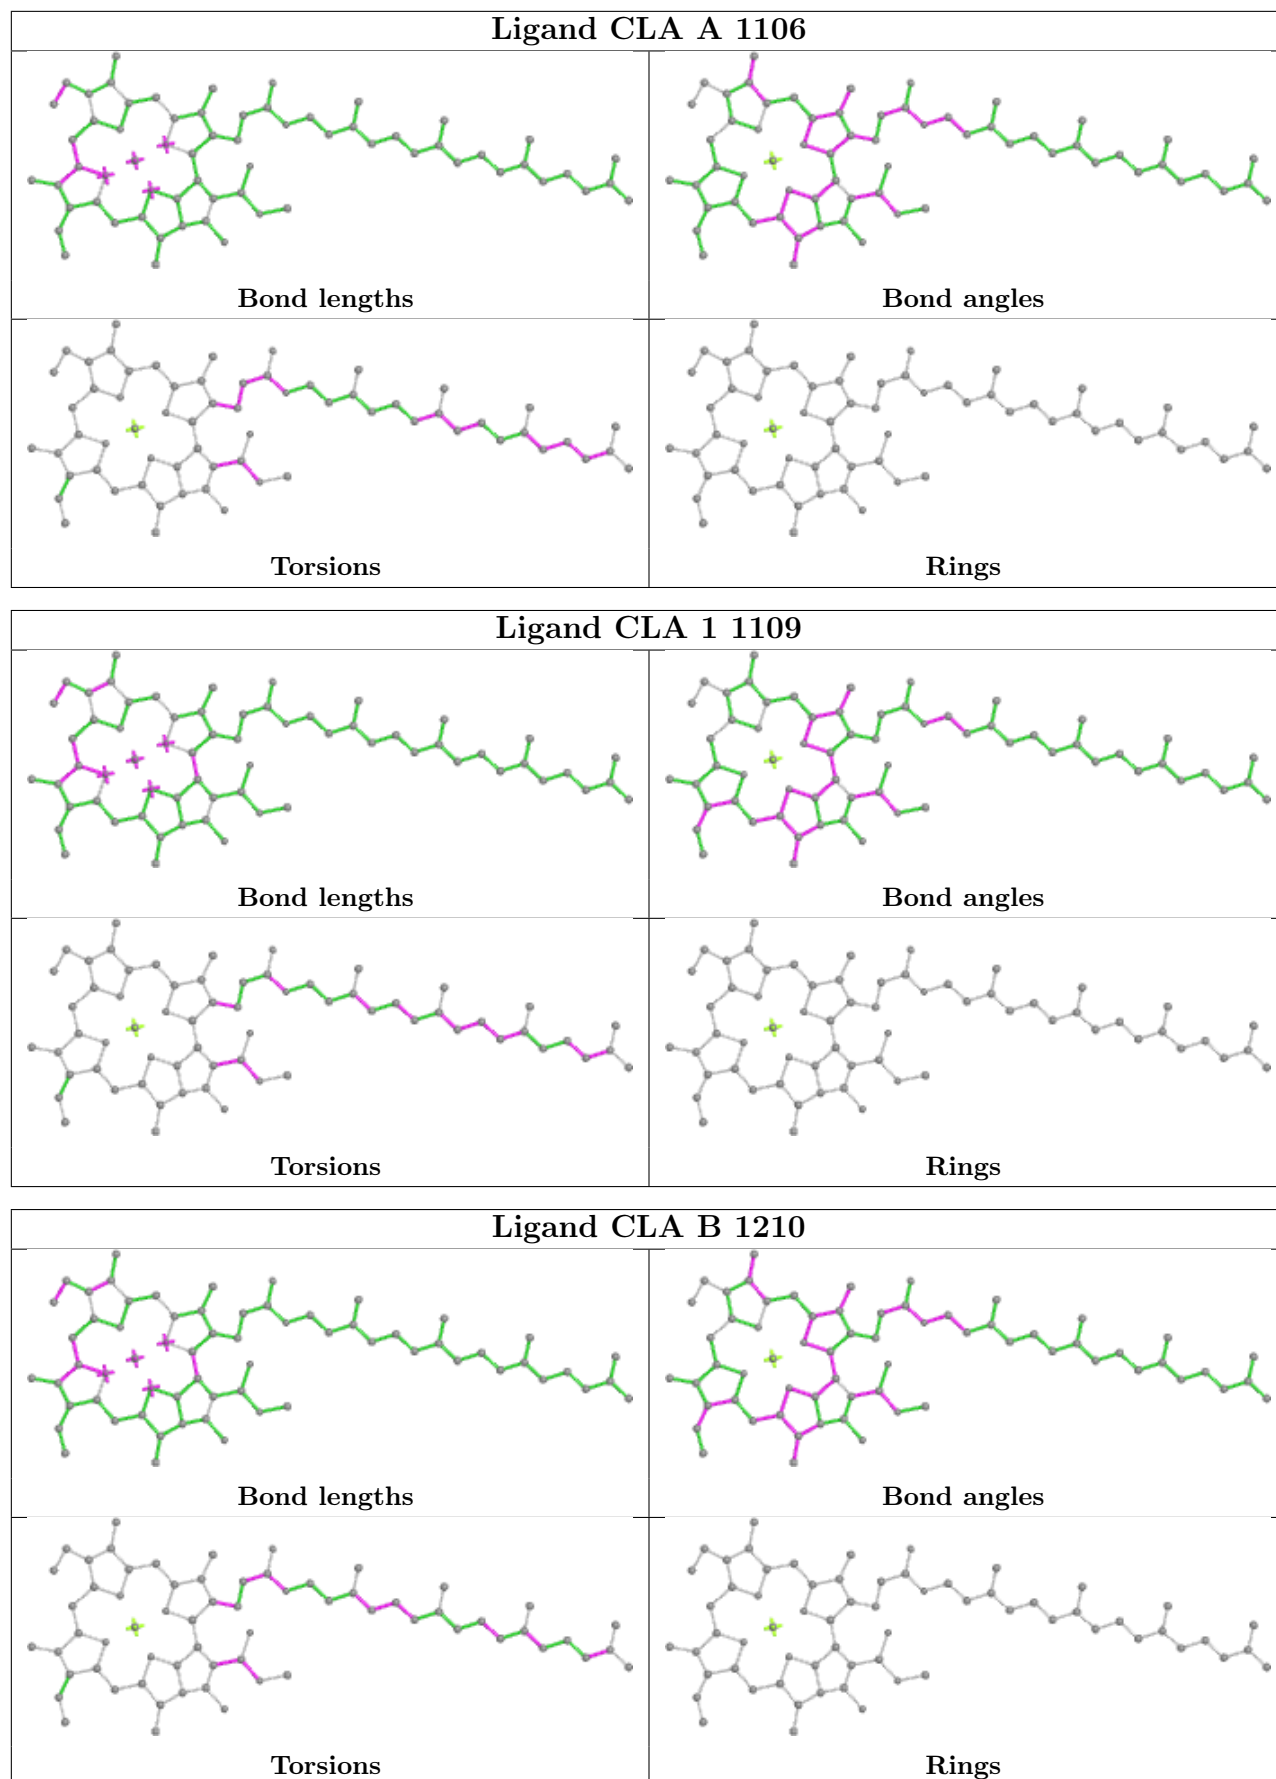 Ligand CLA A 1106
Bond lengths
Bond angles
Torsions
Rings
Ligand CLA 1 1109
Bond lengths
Bond angles
Torsions
Rings
Ligand CLA B 1210
Bond lengths
Bond angles
Torsions
Rings